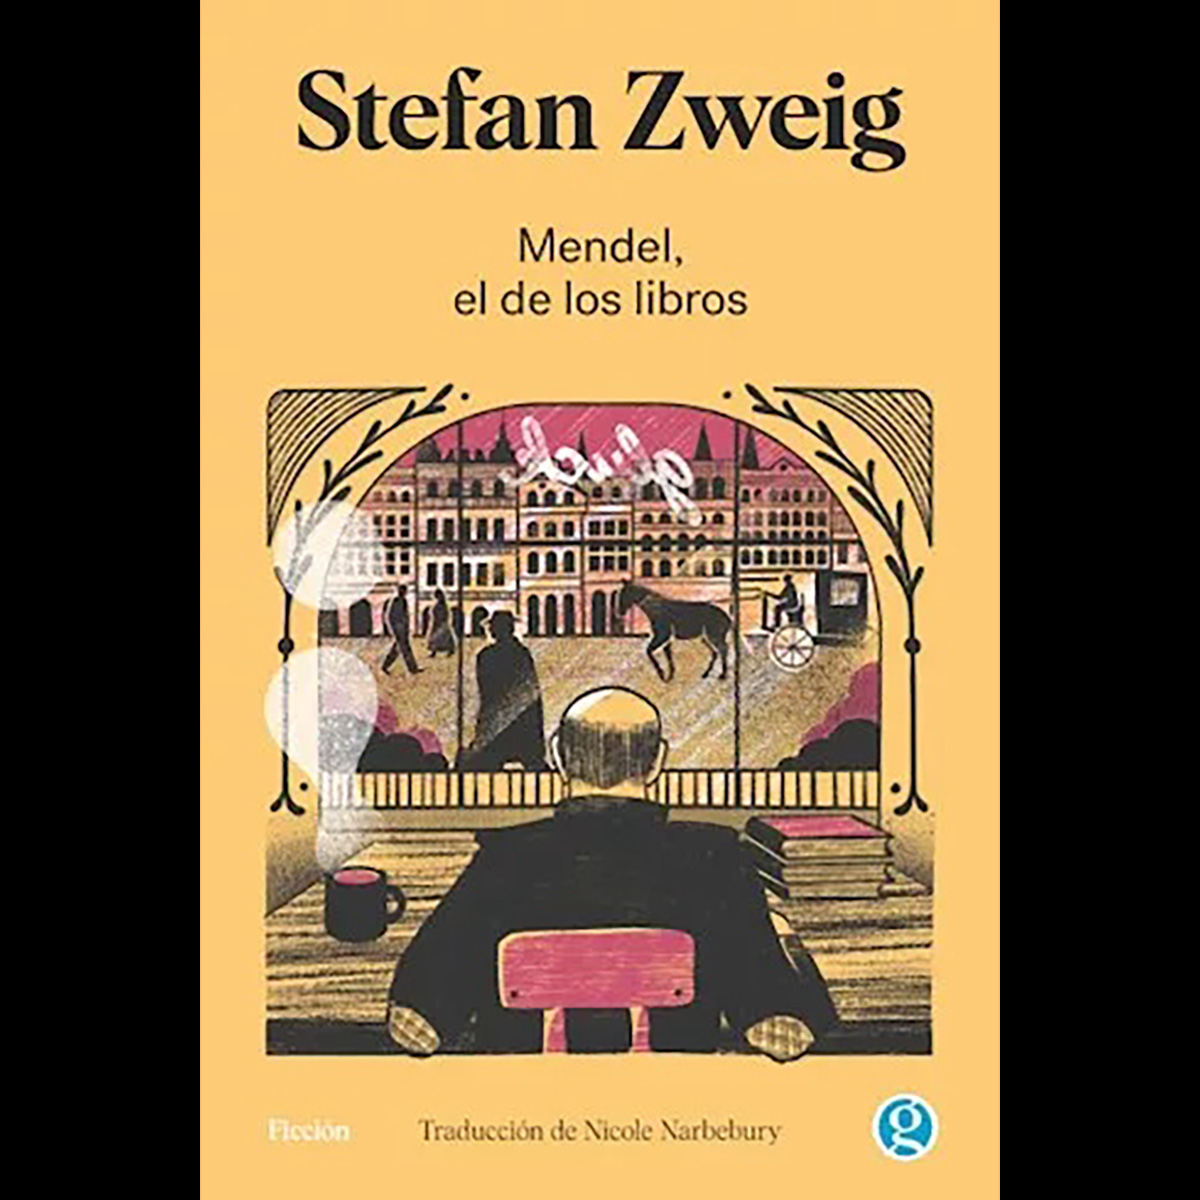 Stefan Zweig
Mendel,
el de los libros
Ficción
Traducción de Nicole Narbebury
g